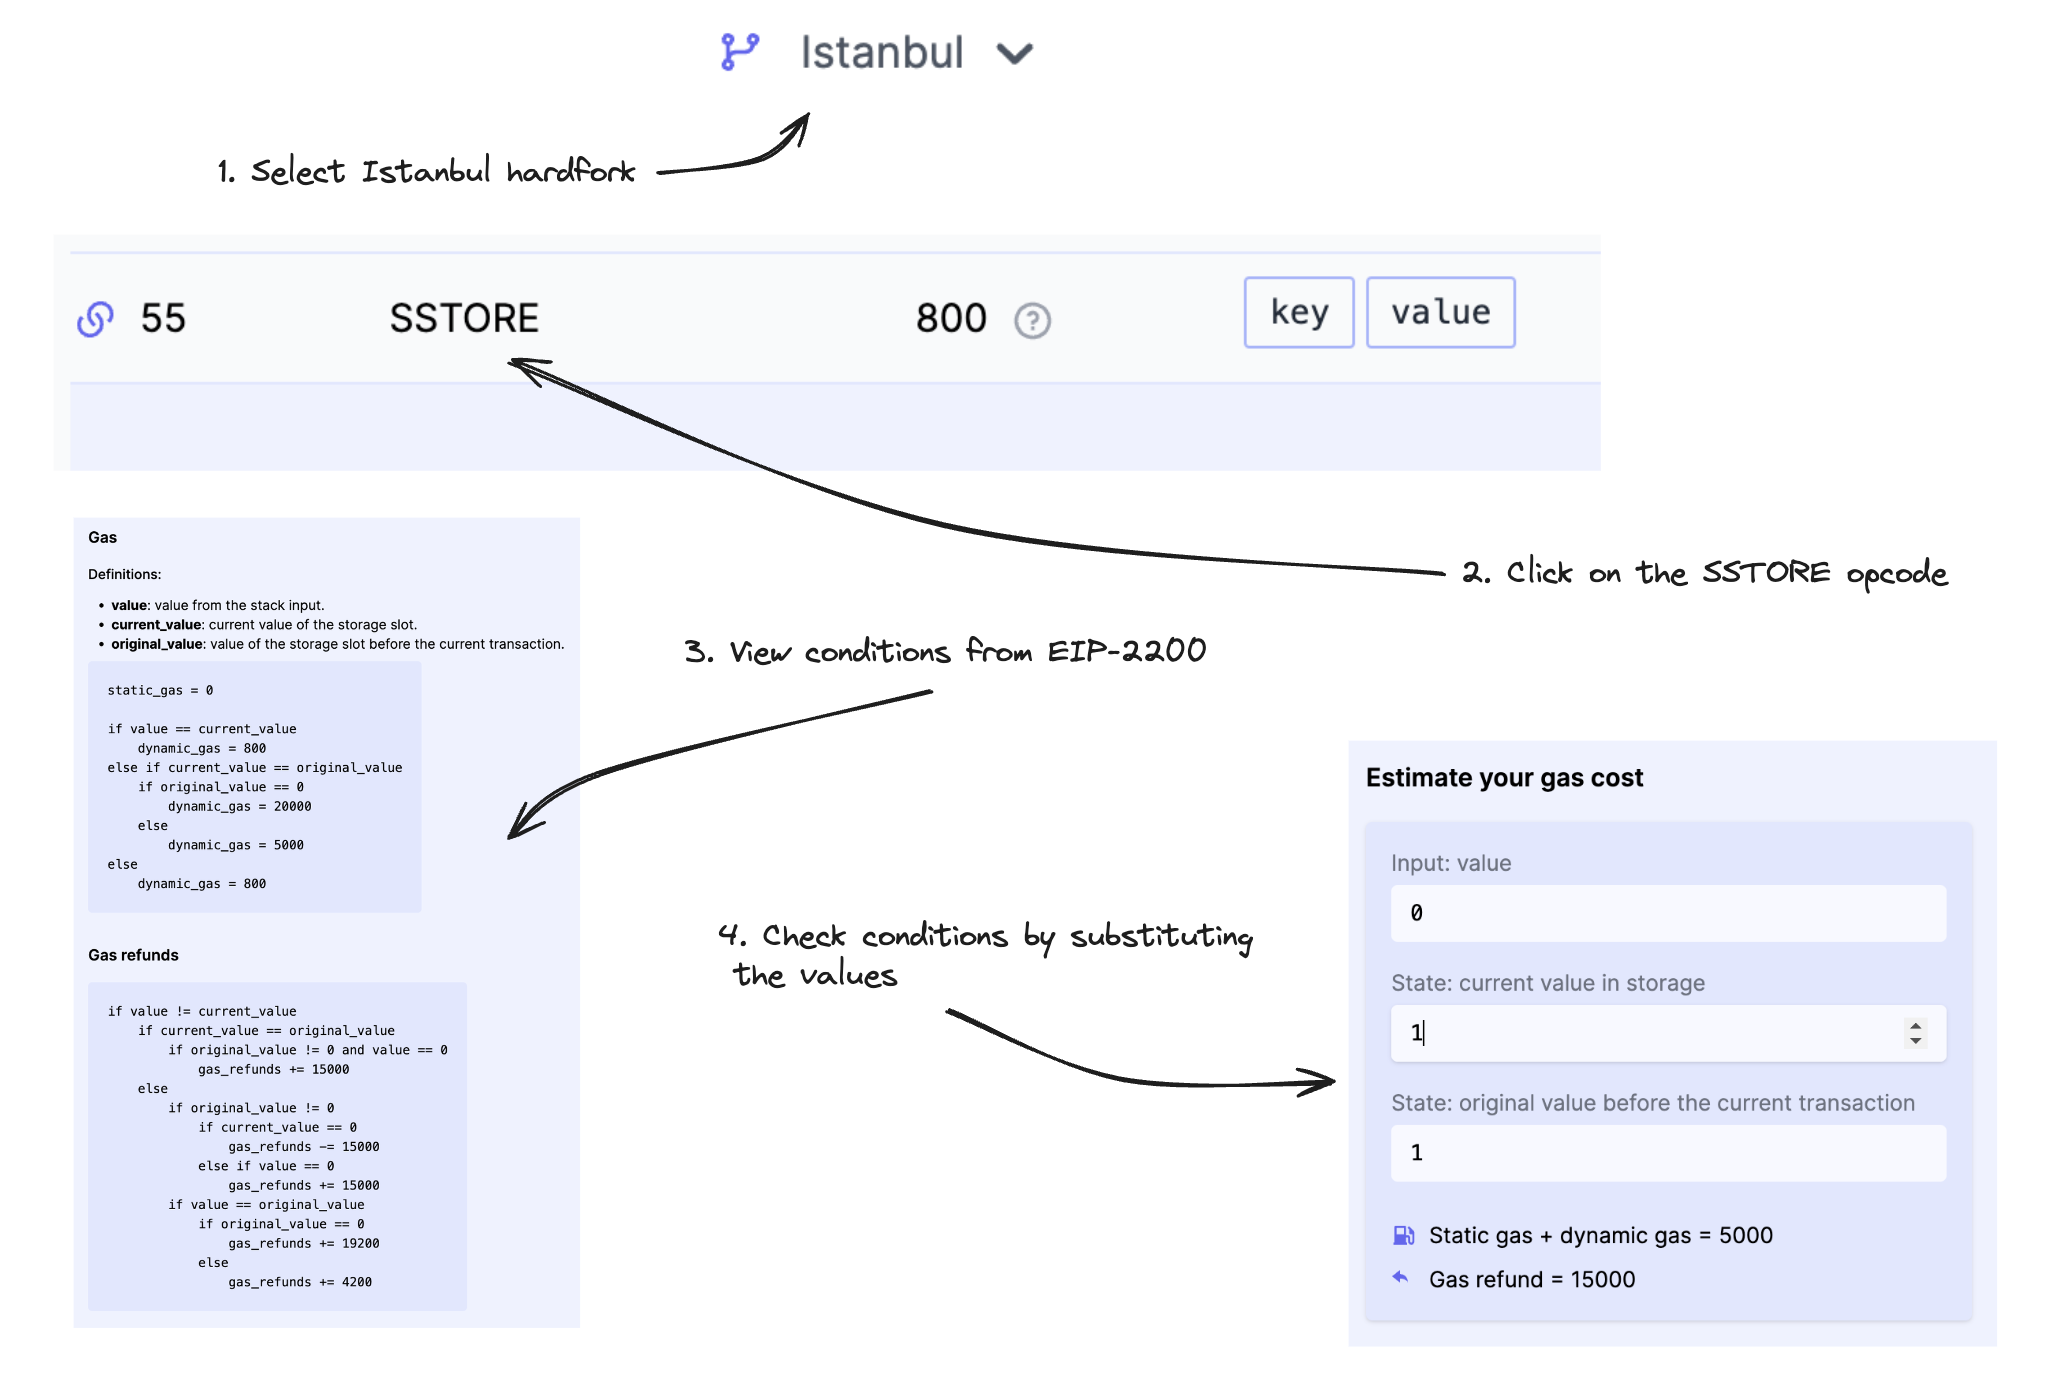 Istanbul
1. Select Istanbul hardfork
55 SSTORE 800 ? key value
2. Click on the SSTORE opcode
Gas
Definitions:
• value: value from the stack input.
• current_value: current value of the storage slot.
• original_value: value of the storage slot before the current transaction.
static_gas = 0
if value == current_value
    dynamic_gas = 800
else if current_value == original_value
    if original_value == 0
        dynamic_gas = 20000
    else
        dynamic_gas = 5000
else
    dynamic_gas = 800
Gas refunds
if value != current_value
    if current_value == original_value
        if original_value != 0 and value == 0
            gas_refunds += 15000
    else
        if original_value != 0
            if current_value == 0
                gas_refunds -= 15000
            else if value == 0
                gas_refunds += 15000
        if value == original_value
            if original_value == 0
                gas_refunds += 19200
            else
                gas_refunds += 4200
3. View conditions from EIP-2200
4. Check conditions by substituting
the values
Estimate your gas cost
Input: value
0
State: current value in storage
1
State: original value before the current transaction
1
Static gas + dynamic gas = 5000
Gas refund = 15000